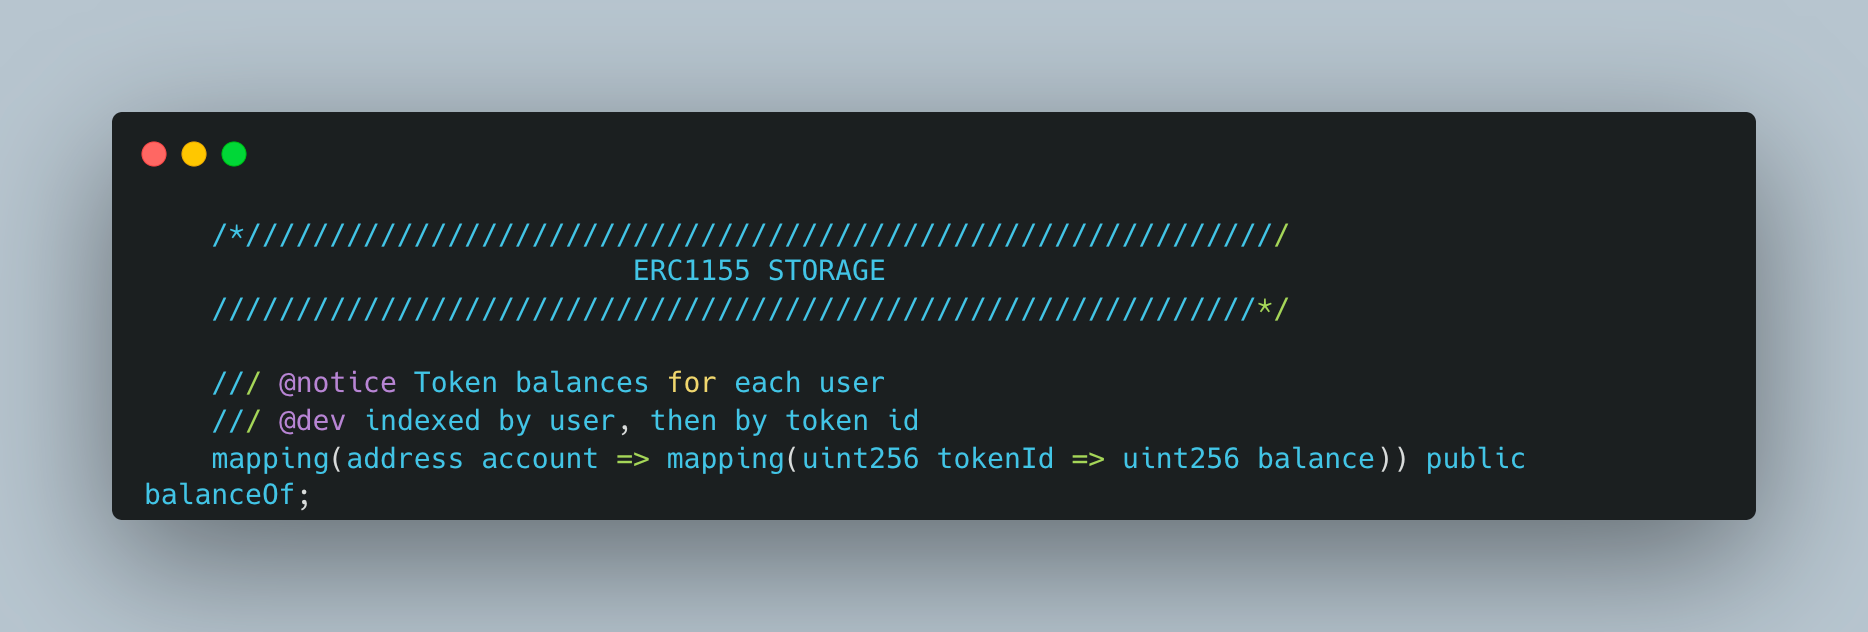 /*//////////////////////////////////////////////////////////////
ERC1155 STORAGE
//////////////////////////////////////////////////////////////*/
/// @notice Token balances for each user
/// @dev indexed by user, then by token id
mapping(address account => mapping(uint256 tokenId => uint256 balance)) public
balanceOf;